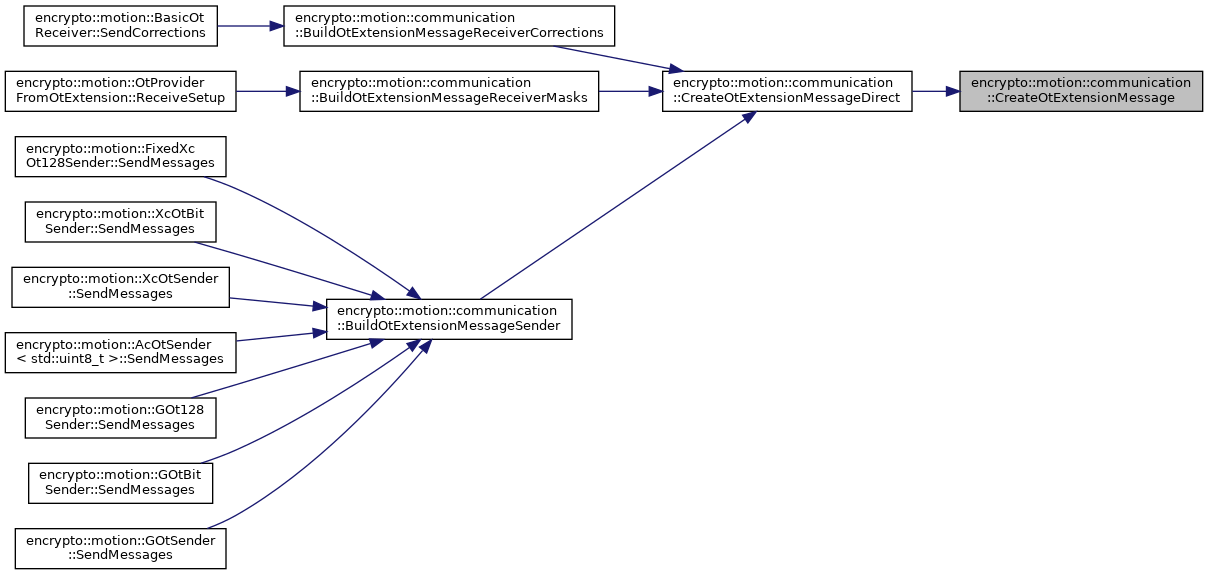 encrypto::motion::BasicOt
Receiver::SendCorrections
encrypto::motion::communication
::BuildOtExtensionMessageReceiverCorrections
encrypto::motion::OtProvider
FromOtExtension::ReceiveSetup
encrypto::motion::communication
::BuildOtExtensionMessageReceiverMasks
encrypto::motion::communication
::CreateOtExtensionMessageDirect
encrypto::motion::communication
::CreateOtExtensionMessage
encrypto::motion::FixedXc
Ot128Sender::SendMessages
encrypto::motion::XcOtBit
Sender::SendMessages
encrypto::motion::XcOtSender
::SendMessages
encrypto::motion::communication
::BuildOtExtensionMessageSender
encrypto::motion::AcOtSender
< std::uint8_t >::SendMessages
encrypto::motion::GOt128
Sender::SendMessages
encrypto::motion::GOtBit
Sender::SendMessages
encrypto::motion::GOtSender
::SendMessages